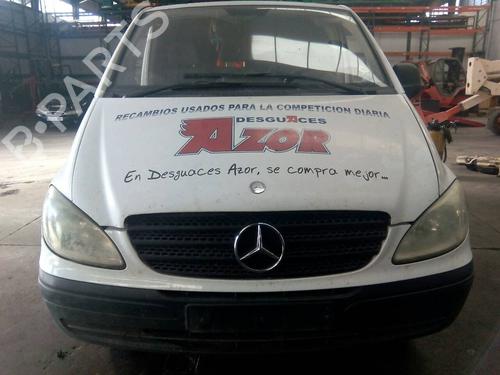 B-PARTS
RECAMBIOS USADOS PARA LA COMPETICION DIARIA
DESGUACES
AZOR
En Desguaces Azor, se compra mejor...